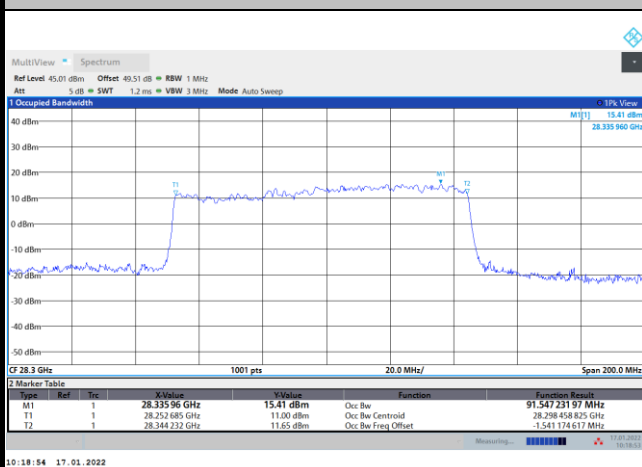 MultiView Spectrum
Ref Level 45.01 dBm Offset 49.51 dB RBW 1 MHz
Att 5 dB SWT 1.2 ms VBW 3 MHz Mode Auto Sweep
1 Occupied Bandwidth 1Pk View
M1[1] 15.41 dBm
28.335 960 GHz
40 dBm
30 dBm
20 dBm
M1
T1 T2
10 dBm
0 dBm
-10 dBm
-20 dBm
-30 dBm
-40 dBm
-50 dBm
CF 28.3 GHz 1001 pts 20.0 MHz/ Span 200.0 MHz
2 Marker Table
Type Ref Trc X-Value Y-Value Function Function Result
M1 1 28.335 96 GHz 15.41 dBm Occ Bw 91.547 231 97 MHz
T1 1 28.252 685 GHz 11.00 dBm Occ Bw Centroid 28.298 458 825 GHz
T2 1 28.344 232 GHz 11.65 dBm Occ Bw Freq Offset -1.541 174 617 MHz
Measuring... 17.01.2022
10:18:53
10:18:54 17.01.2022